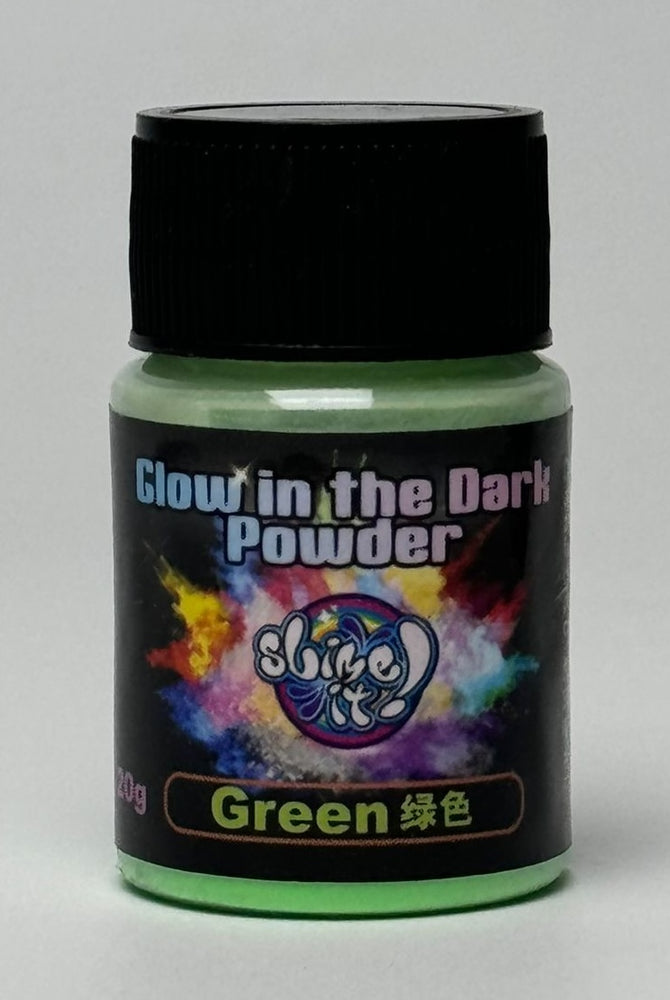 Glow in the Dark
Powder
slime
it!
20g
Green 绿色